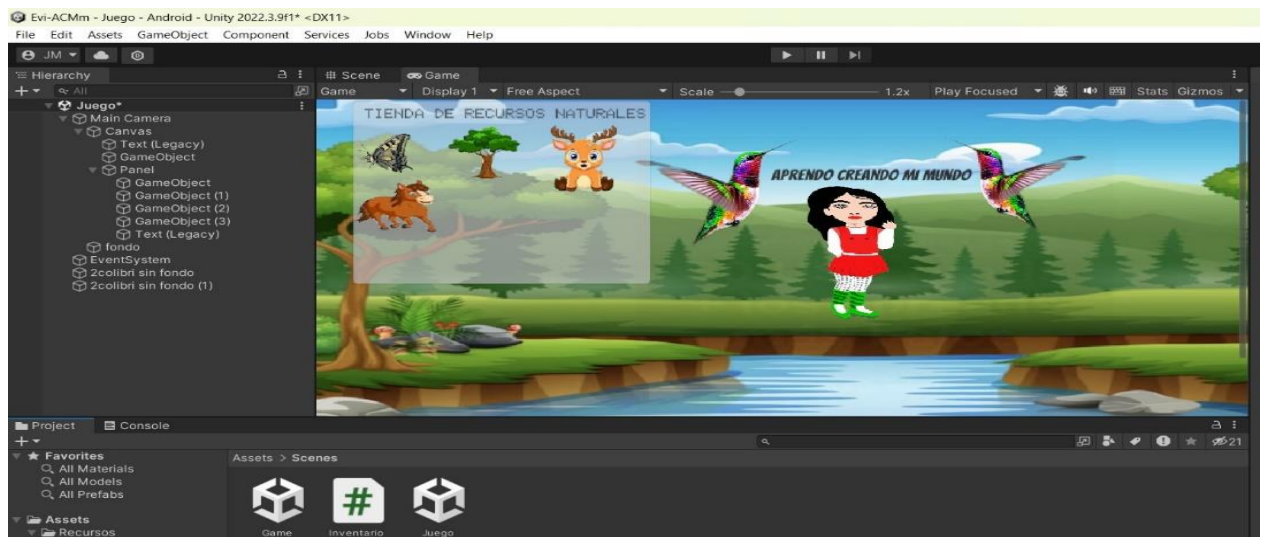 Evi-ACMm - Juego - Android - Unity 2022.3.9f1* <DX11>
File Edit Assets GameObject Component Services Jobs Window Help
JM
Hierarchy
All
Juego*
Main Camera
Canvas
Text (Legacy)
GameObject
Panel
GameObject
GameObject (1)
GameObject (2)
GameObject (3)
Text (Legacy)
fondo
EventSystem
2colibri sin fondo
2colibri sin fondo (1)
Scene Game
Game Display 1 Free Aspect Scale 1.2x Play Focused Stats Gizmos
TIENDA DE RECURSOS NATURALES
APRENDO CREANDO MI MUNDO
Project Console
21
Favorites
All Materials
All Models
All Prefabs
Assets
Recursos
Assets > Scenes
#
Game Inventario Juego